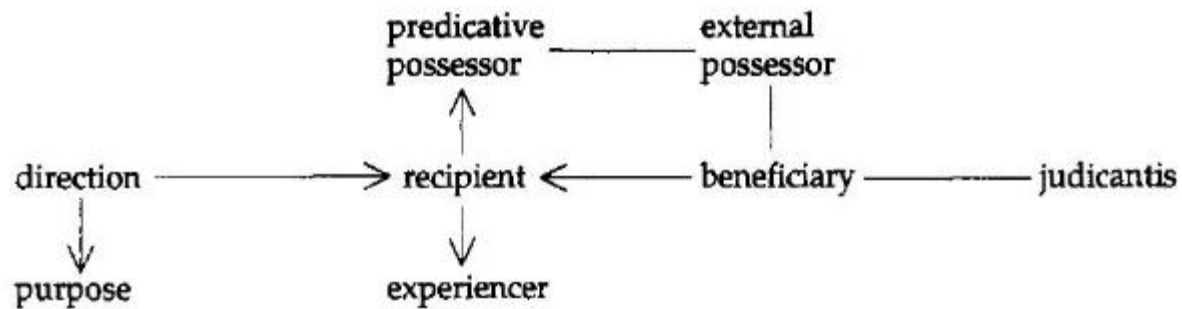 predicative external
possessor possessor
direction recipient beneficiary judicantis
purpose experiencer